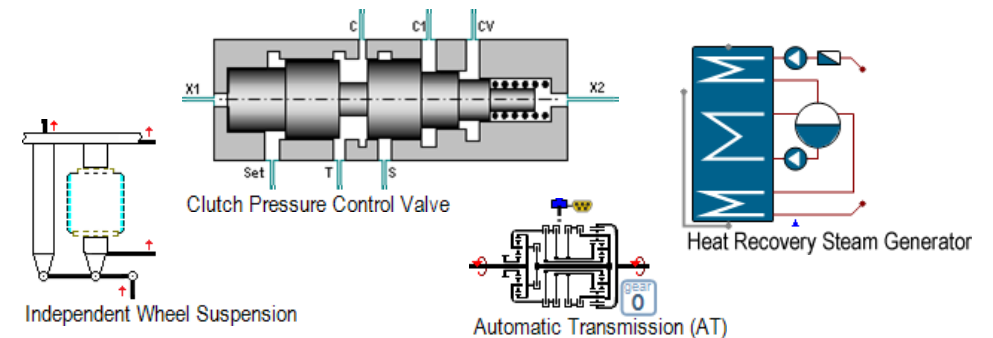 C C1 CV
X1 X2
Set T S
Clutch Pressure Control Valve
Heat Recovery Steam Generator
gear
0
Independent Wheel Suspension
Automatic Transmission (AT)